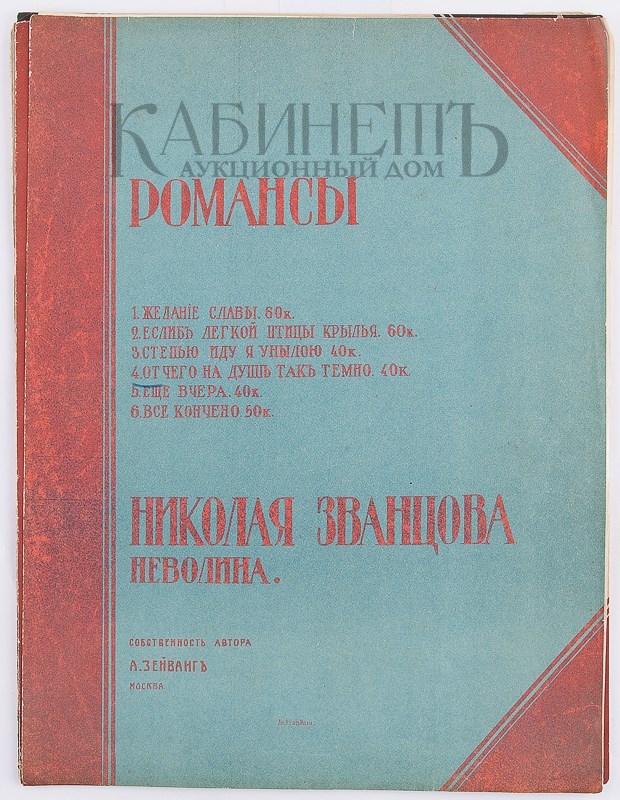 КАБИНЕТЪ
АУКЦИОННЫЙ ДОМ
РОМАНСЫ
1. ЖЕЛАНІЕ СЛАВЫ. 60к.
2. ЕСЛИБЪ ЛЕГКОЙ ПТИЦЫ КРЫЛЬЯ. 60к.
3. СТЕПЬЮ ИДУ Я УНЫЛОЮ 40к.
4. ОТЧЕГО НА ДУШѢ ТАКЪ ТЕМНО. 40к.
5. ЕЩЕ ВЧЕРА. 40к.
6. ВСЕ КОНЧЕНО. 50к.
НИКОЛАЯ ЗВАНЦОВА
НЕВОЛИНА.
СОБСТВЕННОСТЬ АВТОРА
А. ЗЕЙВАНГЪ
МОСКВА